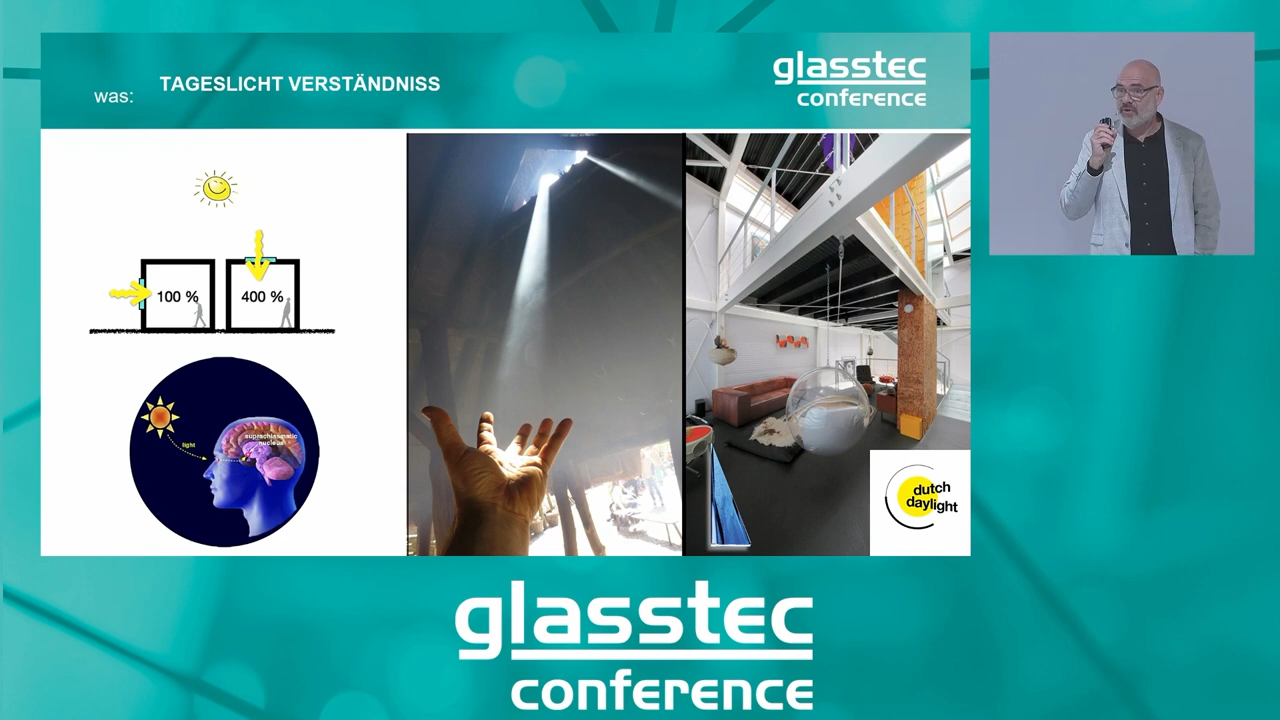 was:
TAGESLICHT VERSTÄNDNISS
glasstec
conference
100 %
400 %
light
suprachiasmatic
nucleus
dutch
daylight
glasstec
conference